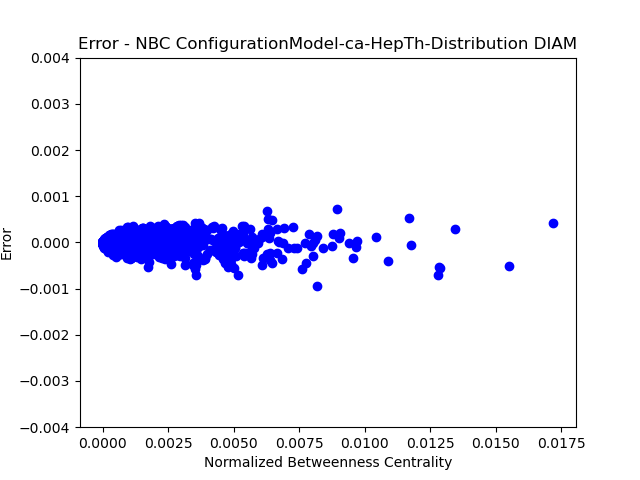 Error - NBC ConfigurationModel-ca-HepTh-Distribution DIAM
0.004
0.003
0.002
0.001
0.000
−0.001
−0.002
−0.003
−0.004
Error
0.0000 0.0025 0.0050 0.0075 0.0100 0.0125 0.0150 0.0175
Normalized Betweenness Centrality